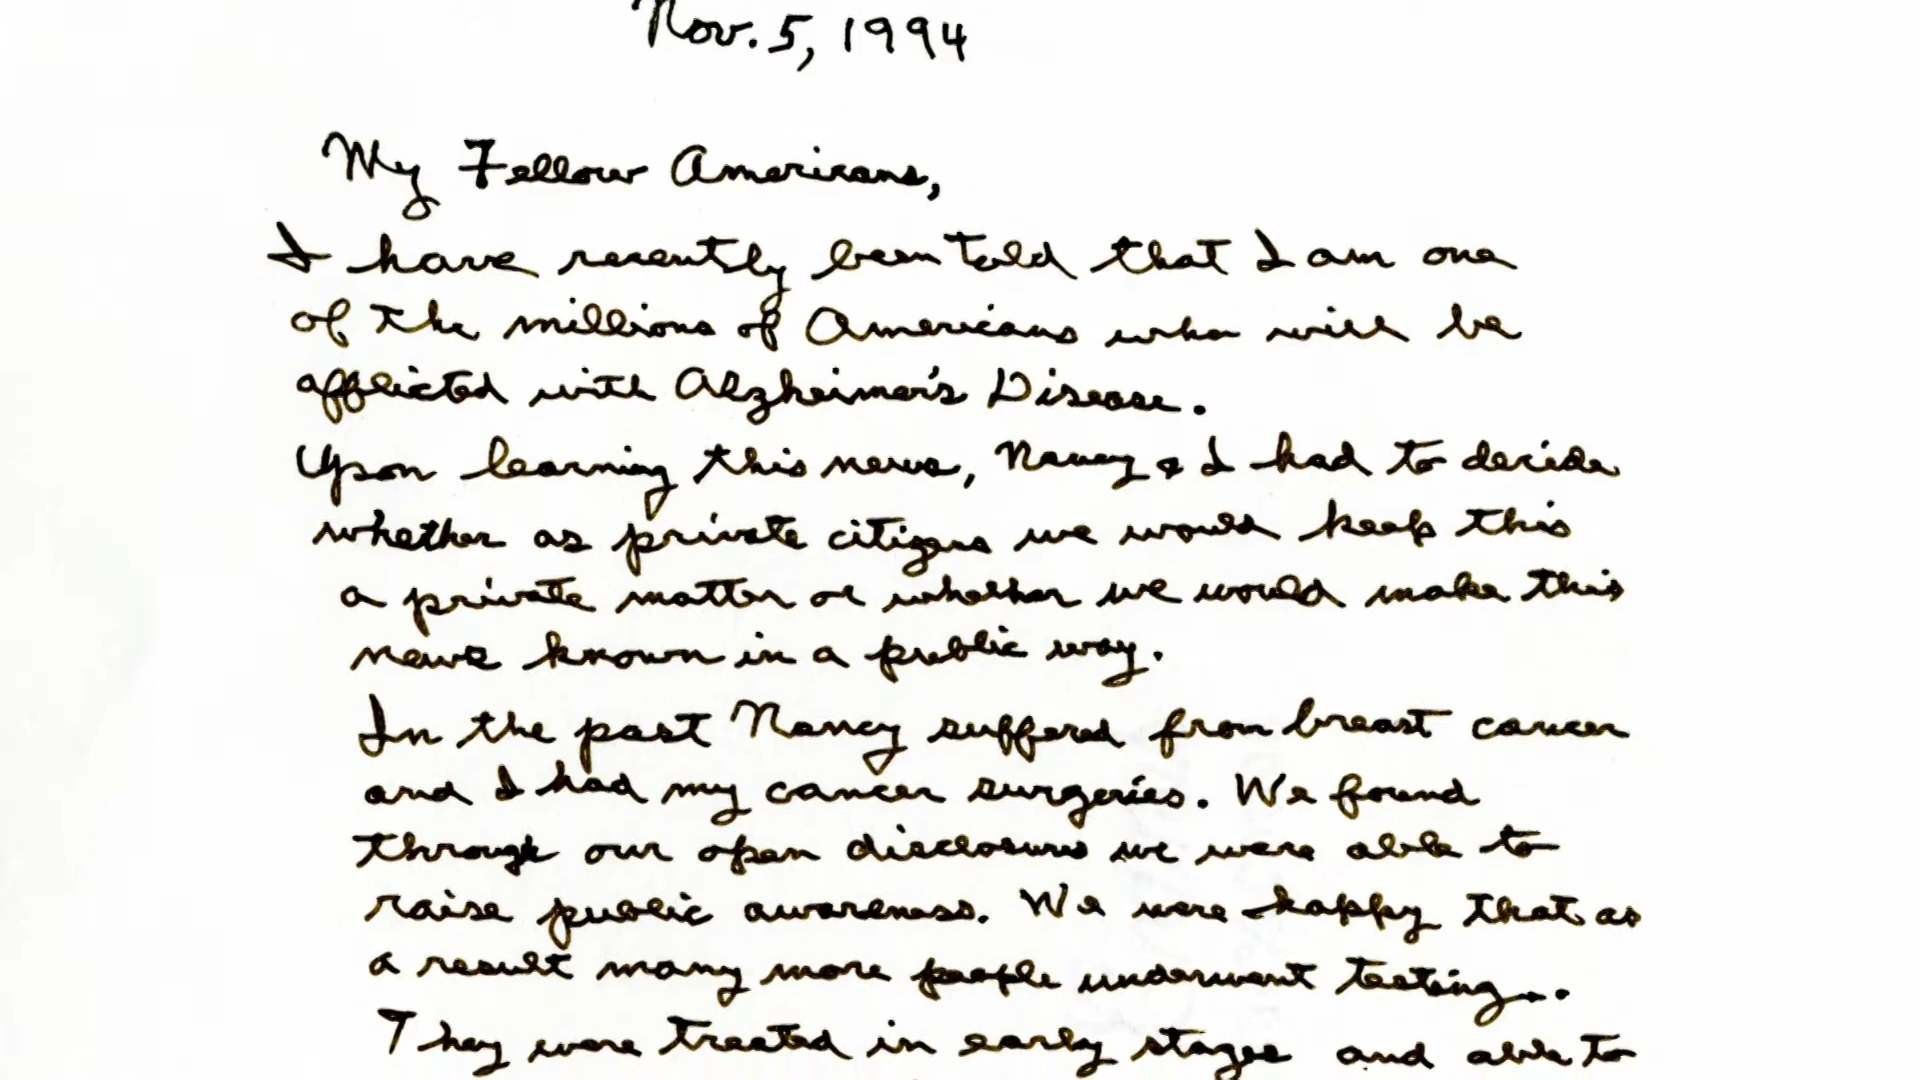 Nov. 5, 1994
My Fellow Americans,
I have recently been told that I am one
of the millions of Americans who will be
afflicted with Alzheimer's Disease.
Upon learning this news, Nancy & I had to decide
whether as private citizens we would keep this
a private matter or whether we would make this
news known in a public way.
In the past Nancy suffered from breast cancer
and I had my cancer surgeries. We found
through our open disclosures we were able to
raise public awareness. We were happy that as
a result many more people underwent testing..
They were treated in early stages and able to